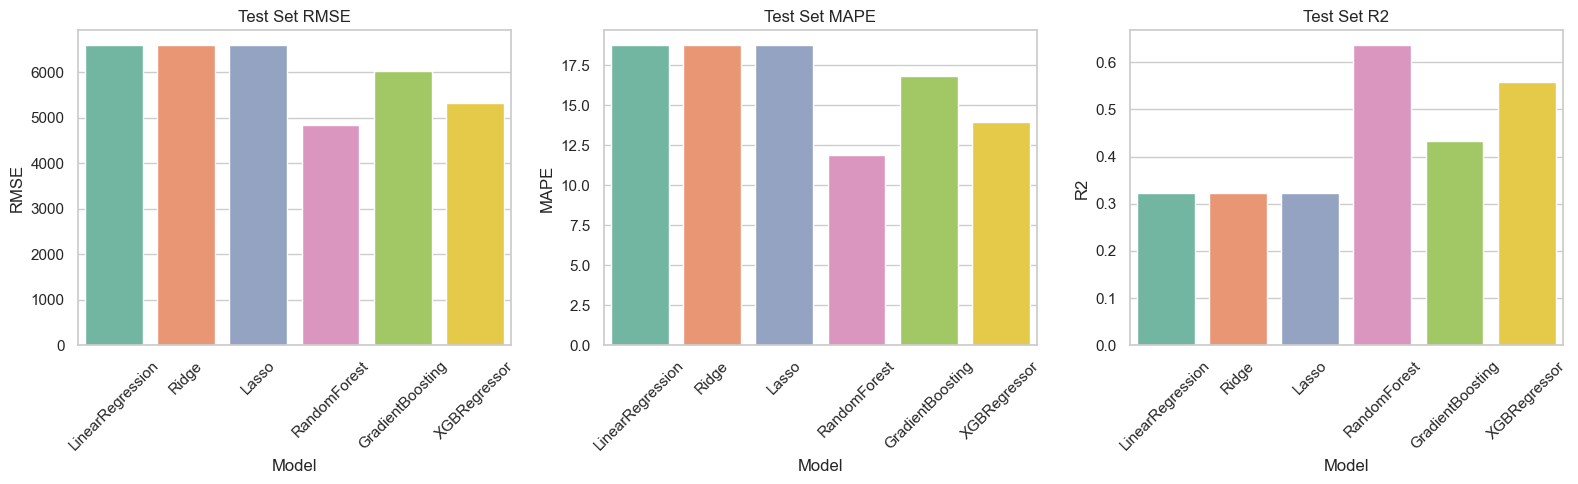 Test Set RMSE
RMSE
6000
5000
4000
3000
2000
1000
0
LinearRegression
Ridge
Lasso
RandomForest
GradientBoosting
XGBRegressor
Model
Test Set MAPE
MAPE
17.5
15.0
12.5
10.0
7.5
5.0
2.5
0.0
LinearRegression
Ridge
Lasso
RandomForest
GradientBoosting
XGBRegressor
Model
Test Set R2
R2
0.6
0.5
0.4
0.3
0.2
0.1
0.0
LinearRegression
Ridge
Lasso
RandomForest
GradientBoosting
XGBRegressor
Model